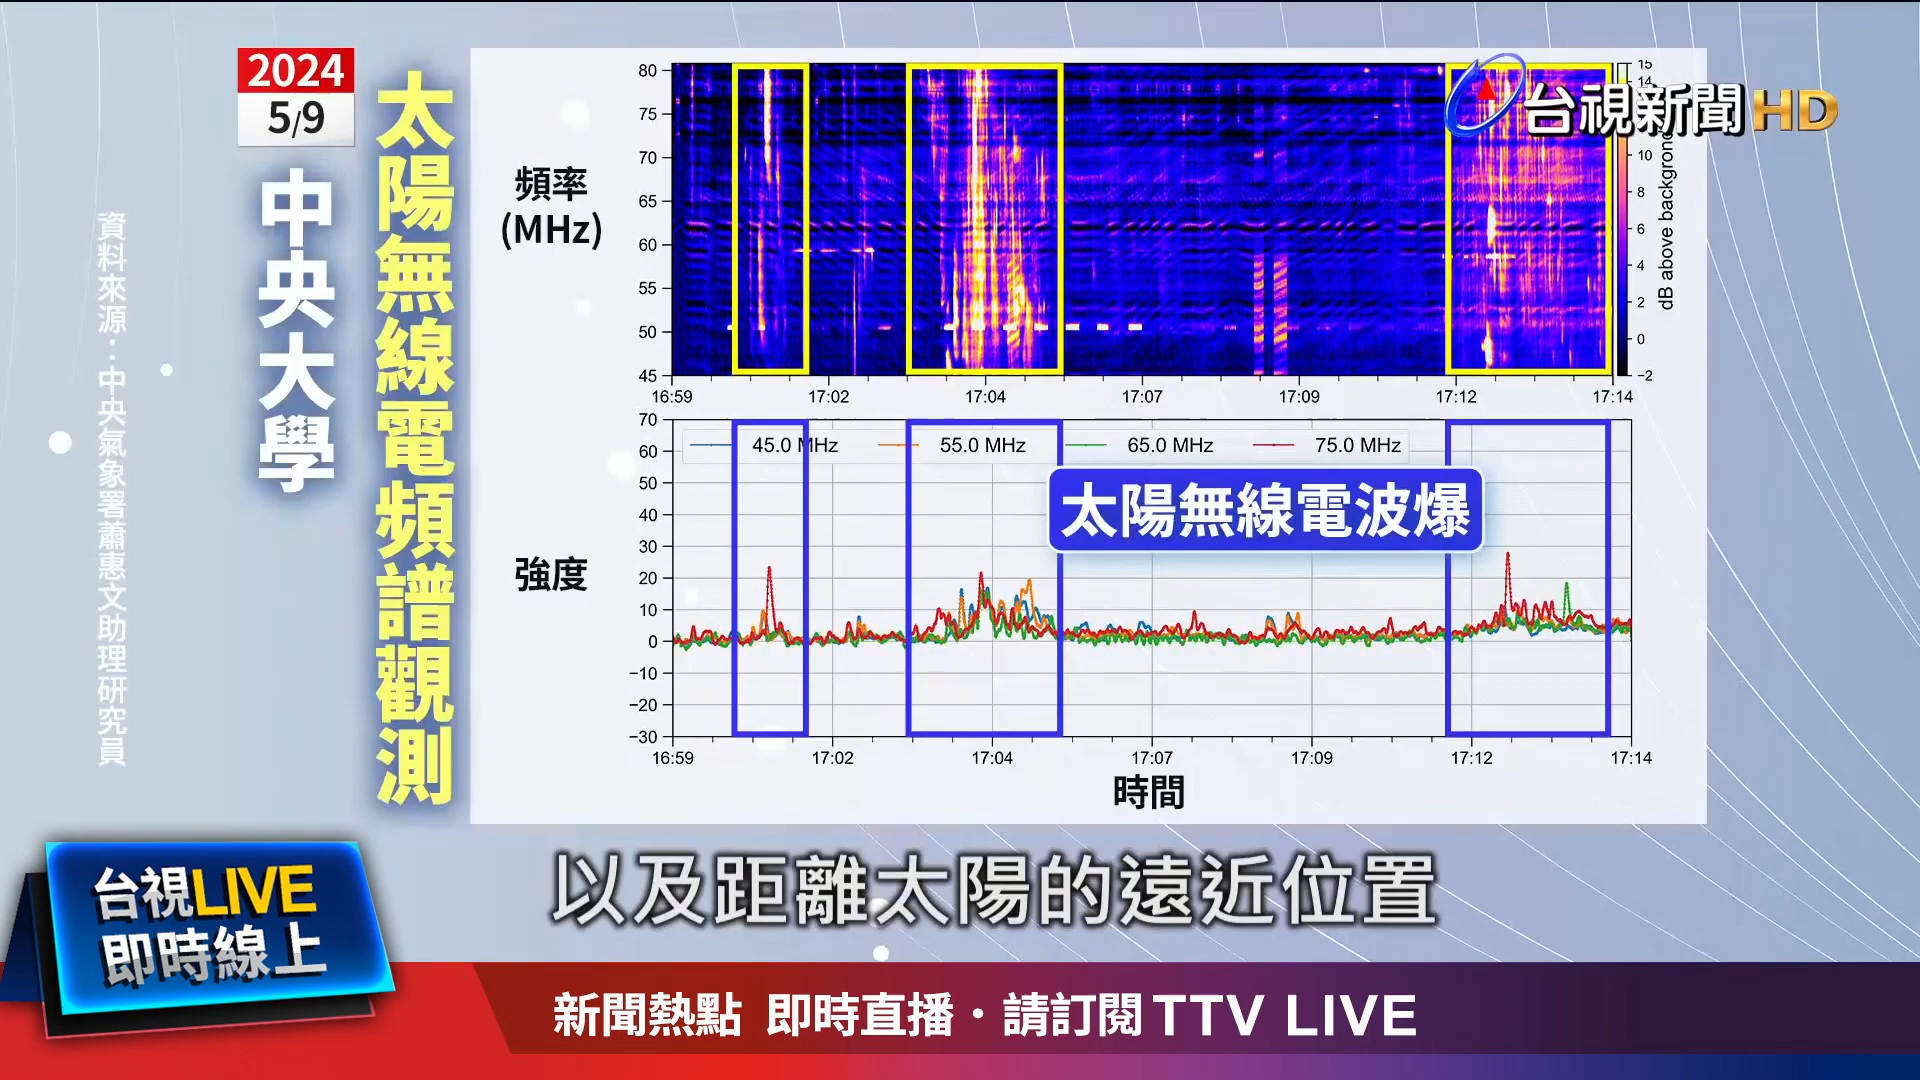 2024
5/9
中央大學
太陽無線電頻譜觀測
資料來源：中央氣象署蕭惠文助理研究員
台視新聞HD
頻率
(MHz)
80
75
70
65
60
55
50
45
16:59 17:02 17:04 17:07 17:09 17:12 17:14
15
14
10
8
6
4
2
0
−2
dB above background
45.0 MHz 55.0 MHz 65.0 MHz 75.0 MHz
太陽無線電波爆
強度
70
60
50
40
30
20
10
0
−10
−20
−30
16:59 17:02 17:04 17:07 17:09 17:12 17:14
時間
以及距離太陽的遠近位置
台視LIVE
即時線上
新聞熱點 即時直播・請訂閱TTV LIVE